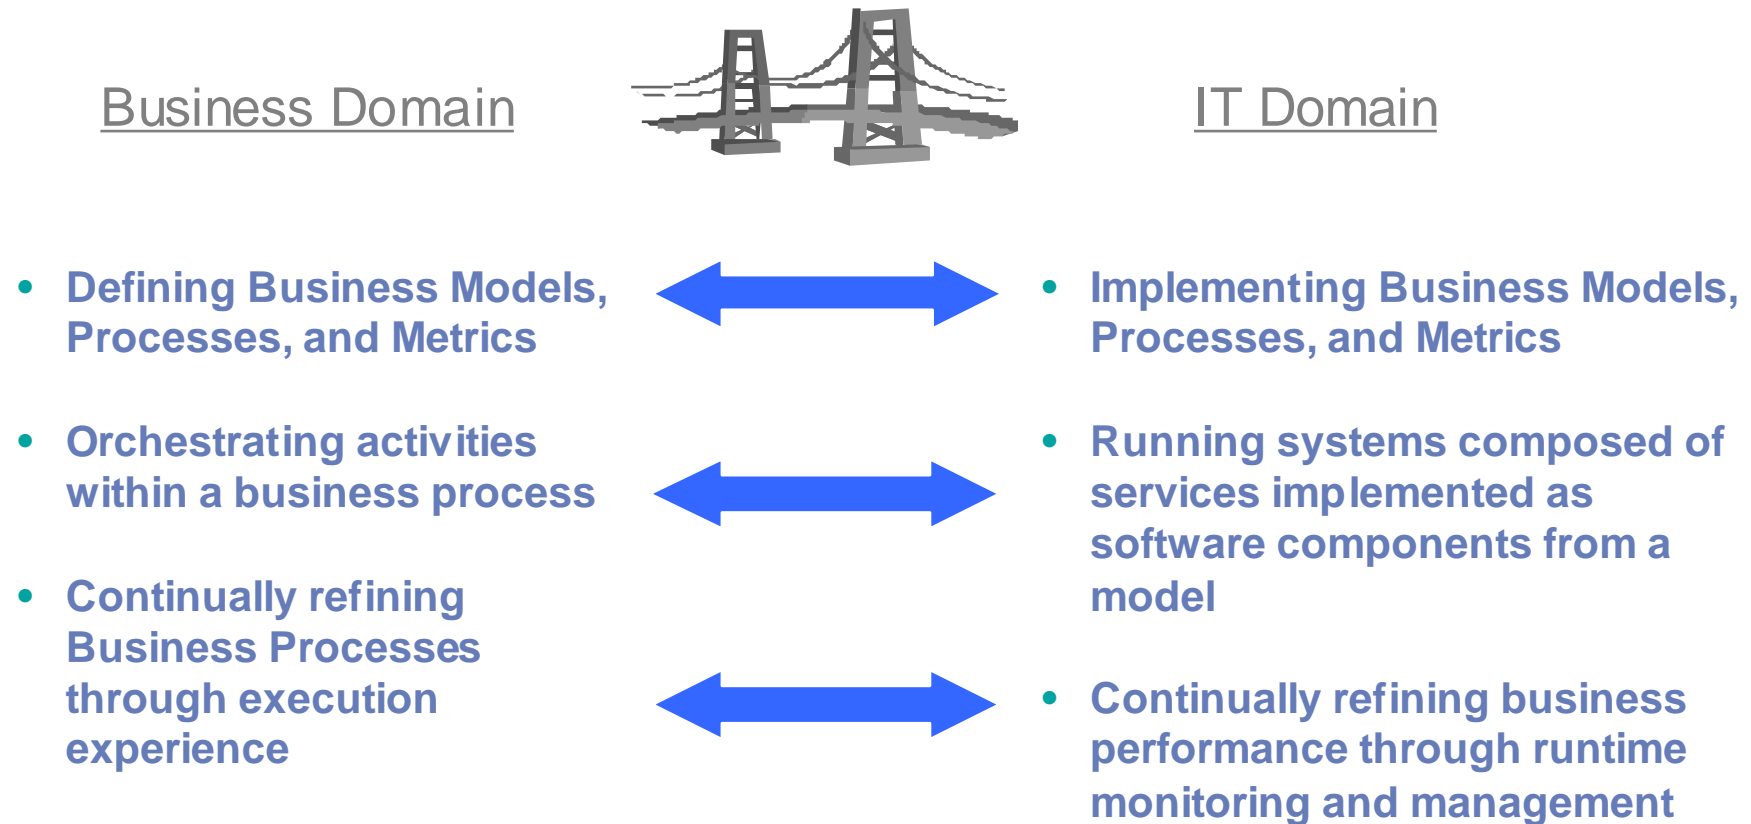 Business Domain
IT Domain
• Defining Business Models,
Processes, and Metrics
• Orchestrating activities
within a business process
• Continually refining
Business Processes
through execution
experience
• Implementing Business Models,
Processes, and Metrics
• Running systems composed of
services implemented as
software components from a
model
• Continually refining business
performance through runtime
monitoring and management